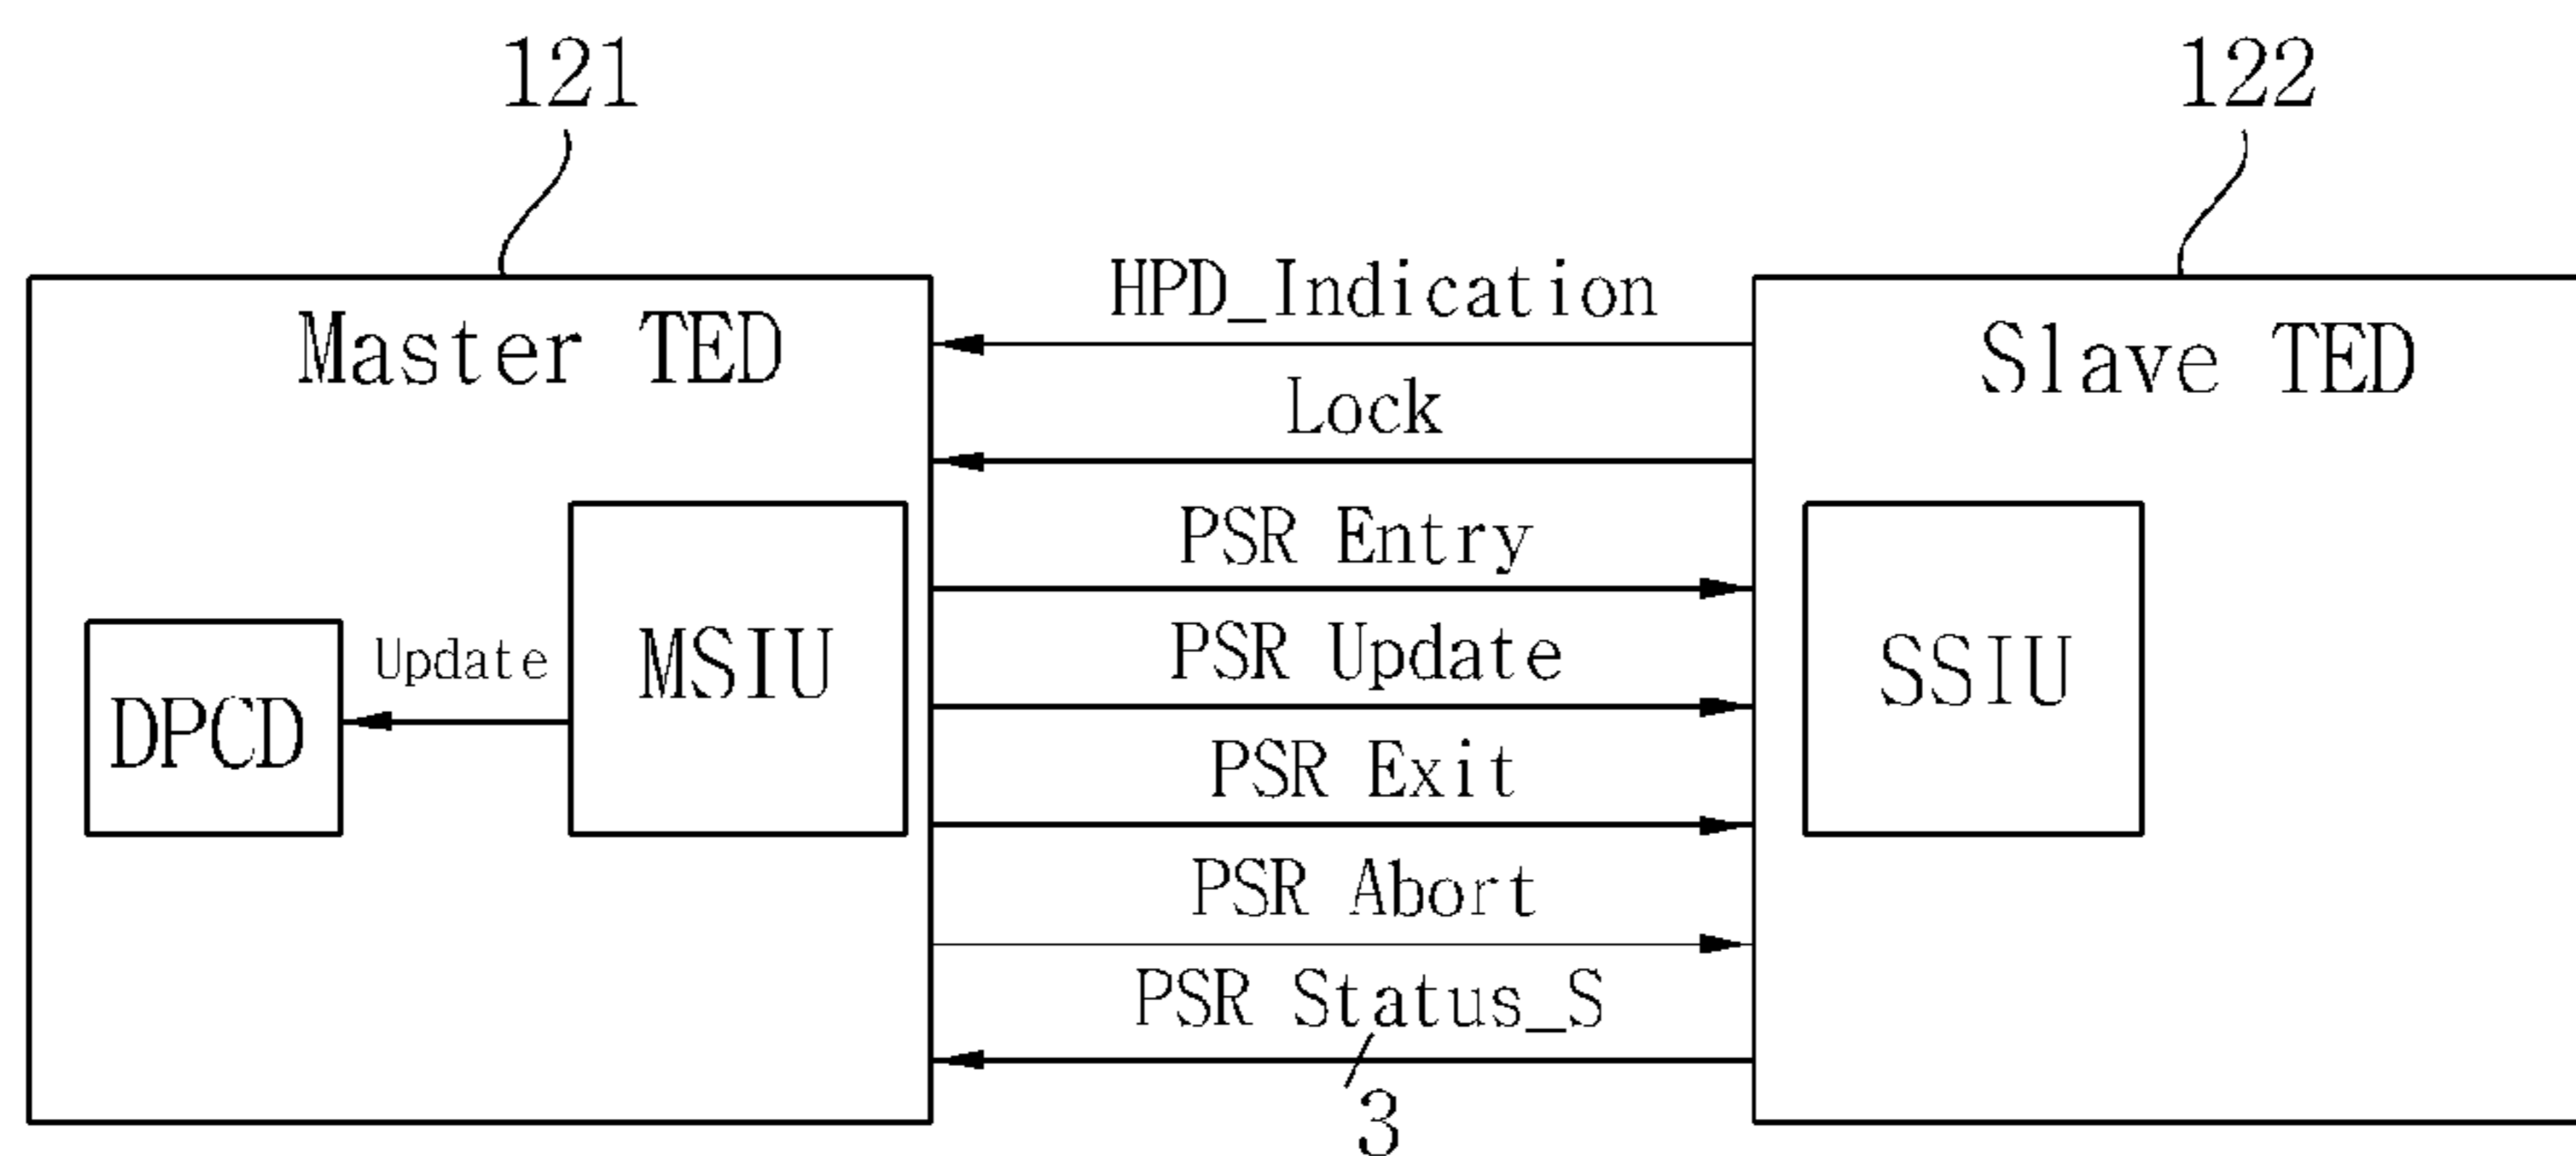 121
122
Master TED
HPD_Indication
Slave TED
Lock
PSR Entry
MSIU
SSIU
Update
DPCD
PSR Update
PSR Exit
PSR Abort
PSR Status_S
3